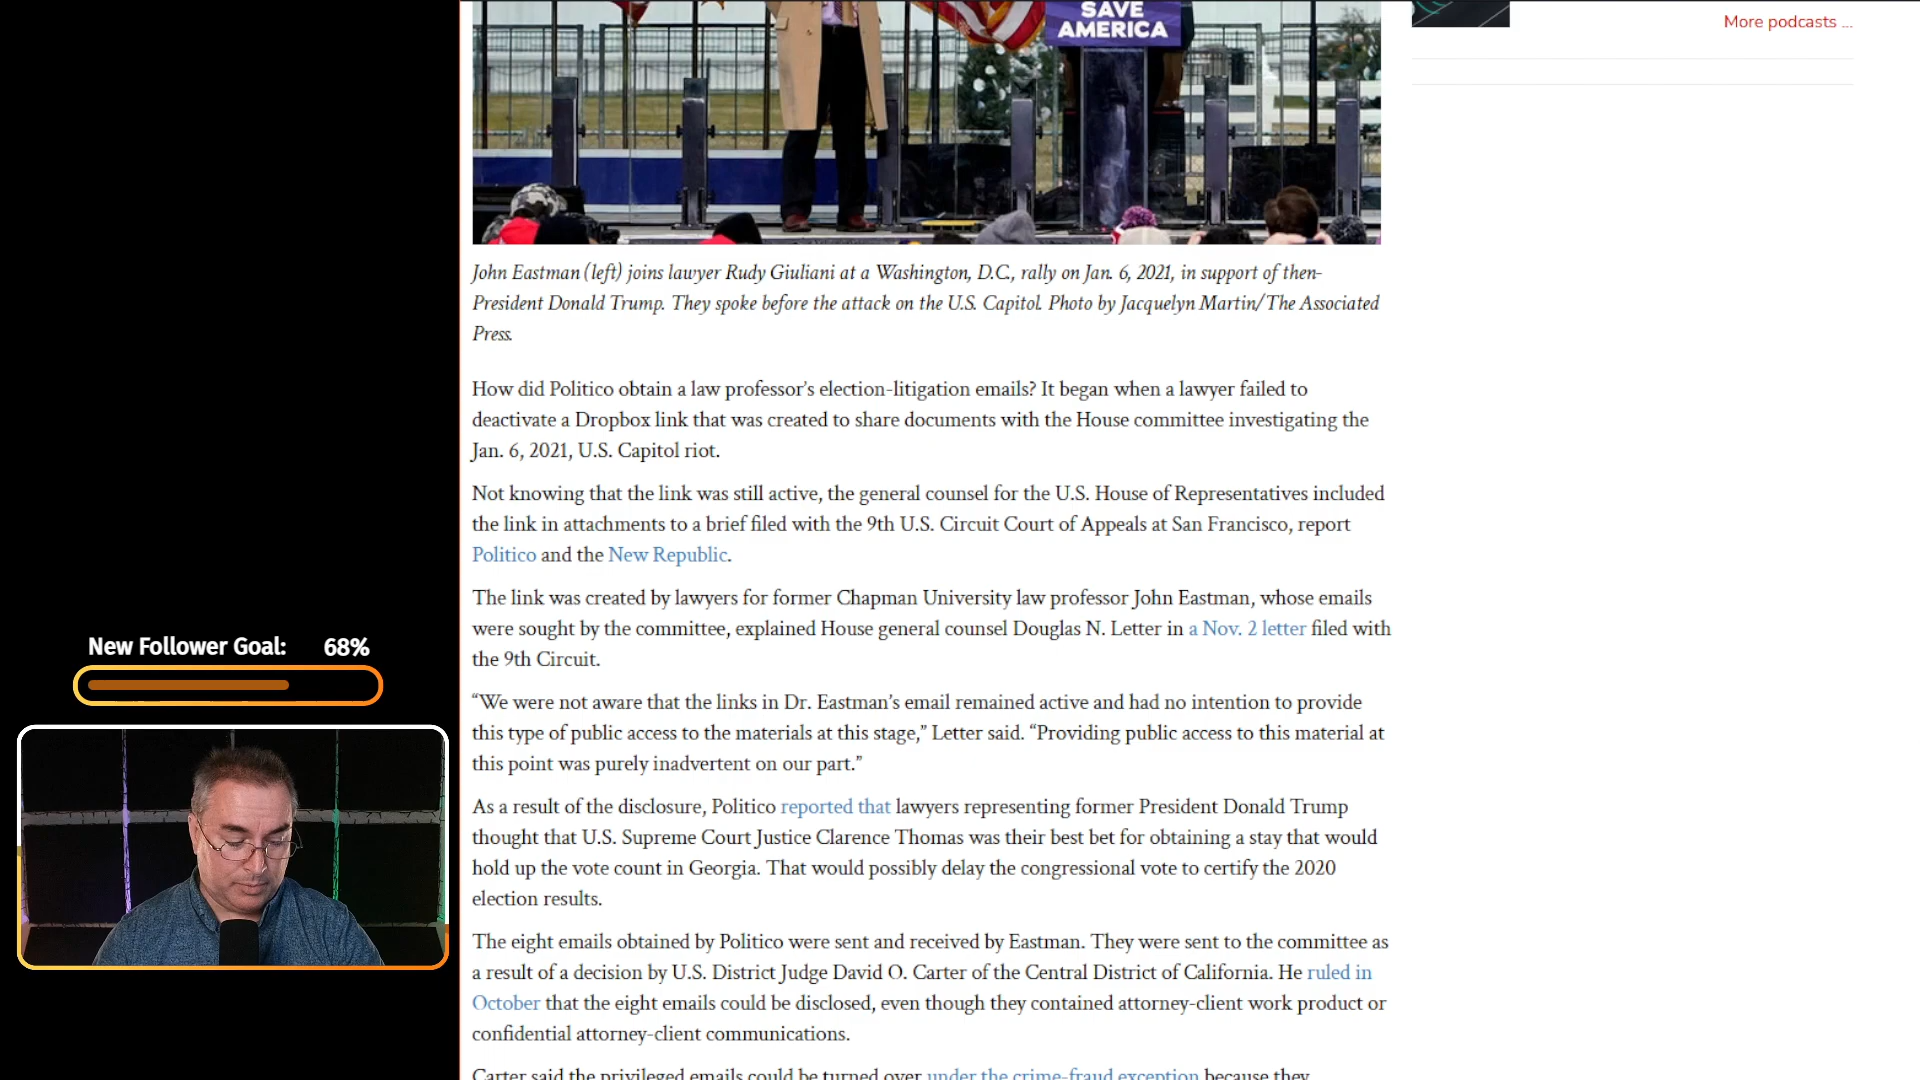 SAVE
AMERICA
More podcasts ...
John Eastman (left) joins lawyer Rudy Giuliani at a Washington, D.C., rally on Jan. 6, 2021, in support of then-
President Donald Trump. They spoke before the attack on the U.S. Capitol. Photo by Jacquelyn Martin/The Associated
Press.
How did Politico obtain a law professor’s election-litigation emails? It began when a lawyer failed to
deactivate a Dropbox link that was created to share documents with the House committee investigating the
Jan. 6, 2021, U.S. Capitol riot.
Not knowing that the link was still active, the general counsel for the U.S. House of Representatives included
the link in attachments to a brief filed with the 9th U.S. Circuit Court of Appeals at San Francisco, report
Politico and the New Republic.
The link was created by lawyers for former Chapman University law professor John Eastman, whose emails
were sought by the committee, explained House general counsel Douglas N. Letter in a Nov. 2 letter filed with
the 9th Circuit.
“We were not aware that the links in Dr. Eastman’s email remained active and had no intention to provide
this type of public access to the materials at this stage,” Letter said. “Providing public access to this material at
this point was purely inadvertent on our part.”
As a result of the disclosure, Politico reported that lawyers representing former President Donald Trump
thought that U.S. Supreme Court Justice Clarence Thomas was their best bet for obtaining a stay that would
hold up the vote count in Georgia. That would possibly delay the congressional vote to certify the 2020
election results.
The eight emails obtained by Politico were sent and received by Eastman. They were sent to the committee as
a result of a decision by U.S. District Judge David O. Carter of the Central District of California. He ruled in
October that the eight emails could be disclosed, even though they contained attorney-client work product or
confidential attorney-client communications.
Carter said the privileged emails could be turned over under the crime-fraud exception because they
New Follower Goal: 68%